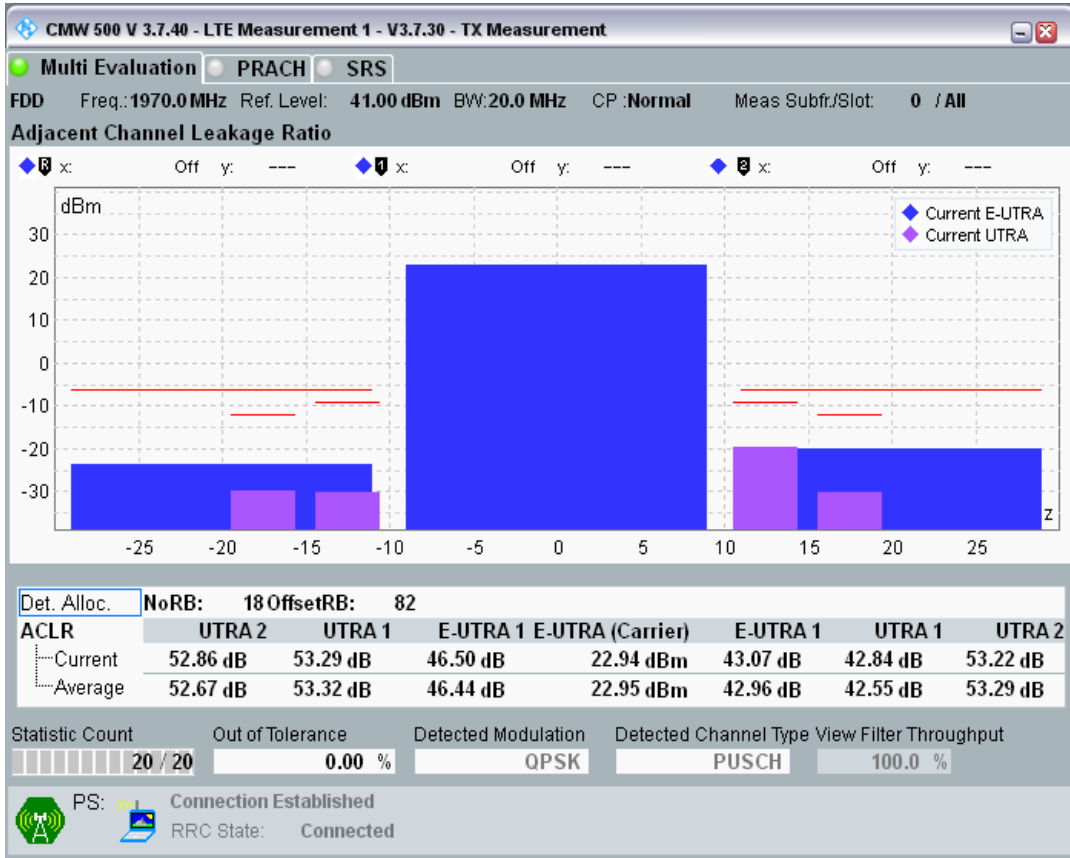 CMW 500 V 3.7.40 - LTE Measurement 1 - V3.7.30 - TX Measurement
Multi Evaluation PRACH SRS
FDD Freq.: 1970.0 MHz Ref. Level: 41.00 dBm BW: 20.0 MHz CP : Normal Meas Subfr./Slot: 0 / All
Adjacent Channel Leakage Ratio
R x: Off y: --- 1 x: Off y: --- 2 x: Off y: ---
dBm
Current E-UTRA
Current UTRA
30
20
10
0
-10
-20
-30
z
-25 -20 -15 -10 -5 0 5 10 15 20 25
Det. Alloc. NoRB: 18 OffsetRB: 82
ACLR UTRA 2 UTRA 1 E-UTRA 1 E-UTRA (Carrier) E-UTRA 1 UTRA 1 UTRA 2
Current 52.86 dB 53.29 dB 46.50 dB 22.94 dBm 43.07 dB 42.84 dB 53.22 dB
Average 52.67 dB 53.32 dB 46.44 dB 22.95 dBm 42.96 dB 42.55 dB 53.29 dB
Statistic Count Out of Tolerance Detected Modulation Detected Channel Type View Filter Throughput
20 / 20 0.00 % QPSK PUSCH 100.0 %
PS: Connection Established
RRC State: Connected